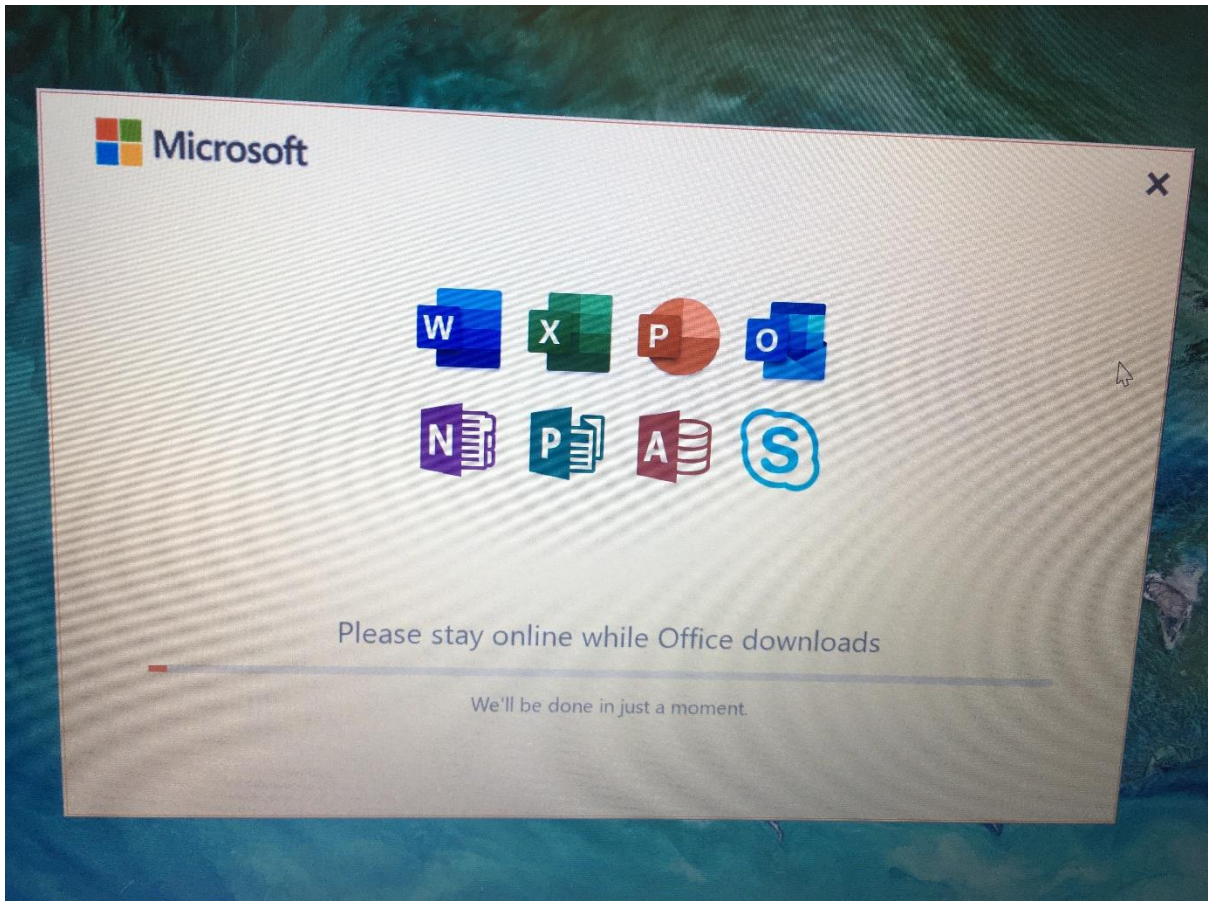 Microsoft
W X P O
N P A S
Please stay online while Office downloads
We'll be done in just a moment.